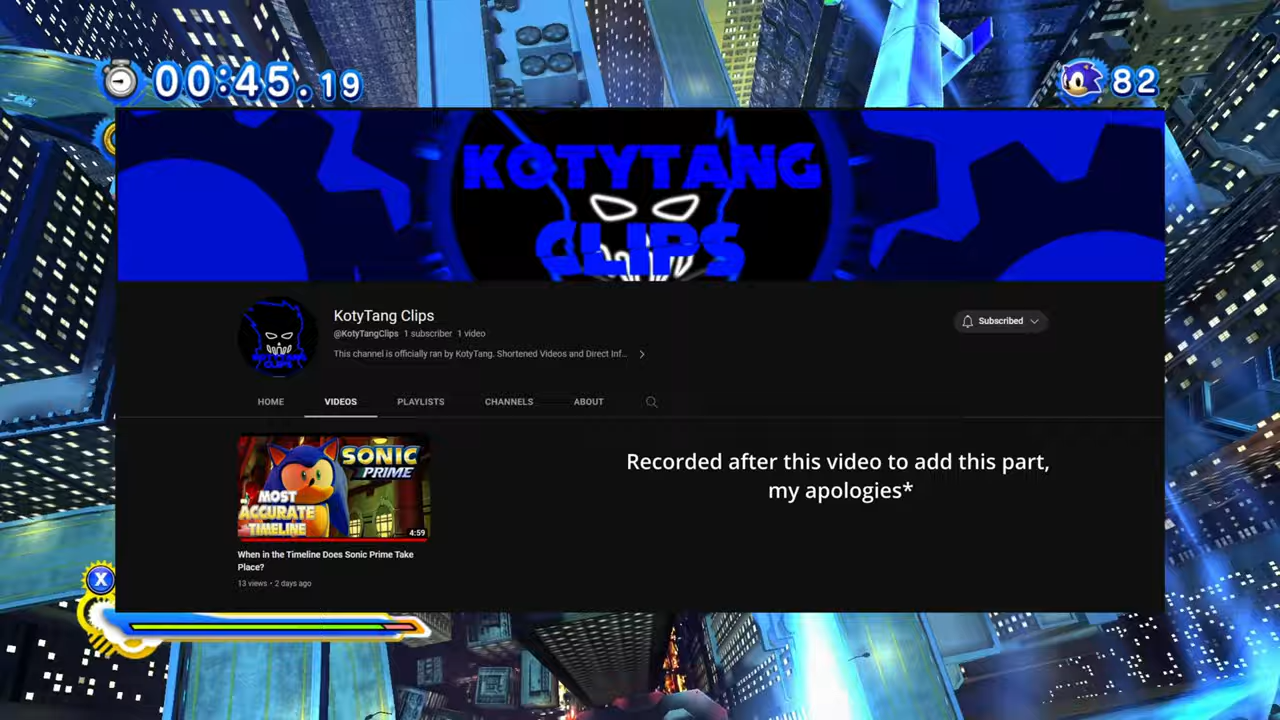 00:45.19
82
KOTYTANG
CLIPS
KotyTang Clips
@KotyTangClips 1 subscriber 1 video
This channel is officially ran by KotyTang. Shortened Videos and Direct Inf...
Subscribed
KOTYTANG
CLIPS
HOME VIDEOS PLAYLISTS CHANNELS ABOUT
SONIC
PRIME
MOST
ACCURATE
TIMELINE
4:59
When in the Timeline Does Sonic Prime Take
Place?
13 views • 2 days ago
Recorded after this video to add this part,
my apologies*
X